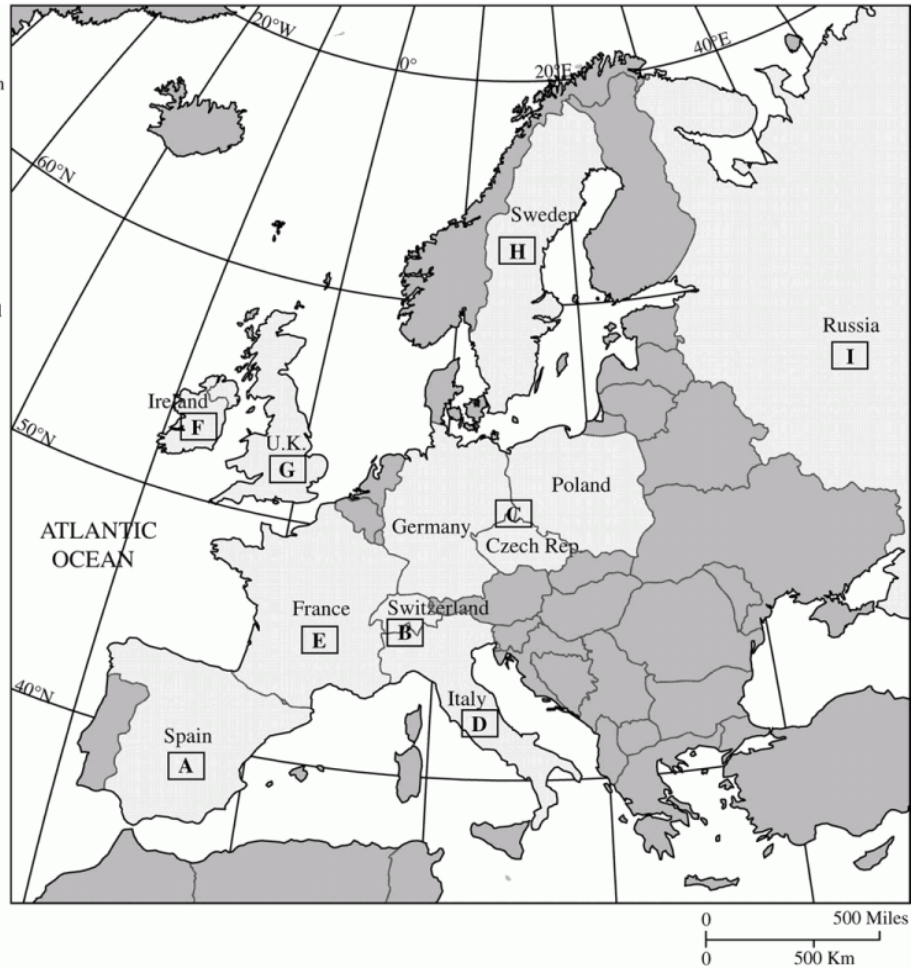 20°W
0°
20°E
40°E
60°N
Sweden
H
Russia
I
Ireland
F
50°N
U.K.
G
Poland
C
ATLANTIC
OCEAN
Germany
Czech Rep
Switzerland
B
France
E
40°N
Italy
D
Spain
A
0 500 Miles
0 500 Km